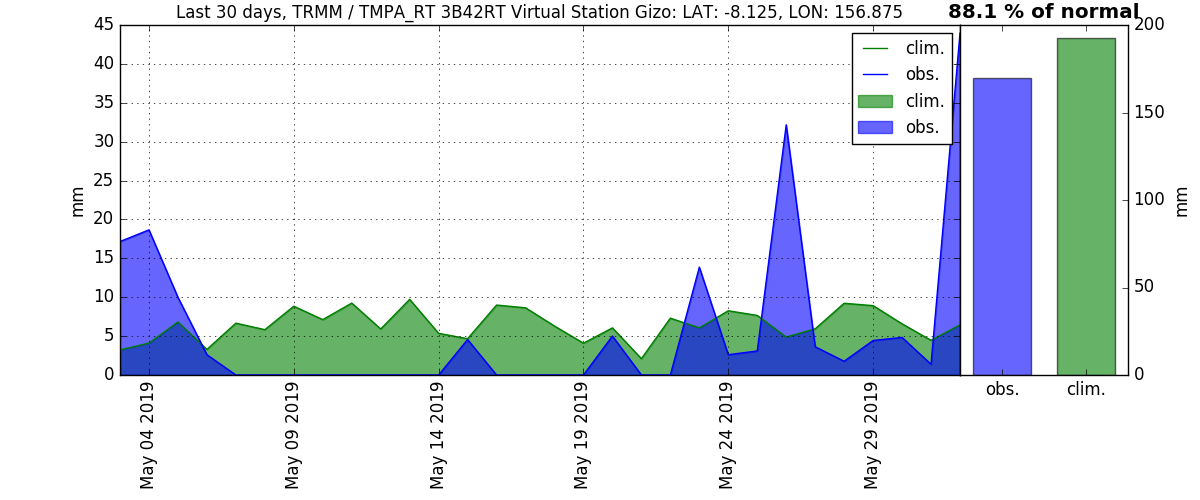 Last 30 days, TRMM / TMPA_RT 3B42RT Virtual Station Gizo: LAT: -8.125, LON: 156.875
88.1 % of normal
45
40
35
30
25
20
15
10
5
0
mm
clim.
obs.
clim.
obs.
200
150
100
50
0
mm
obs.
clim.
May 04 2019
May 09 2019
May 14 2019
May 19 2019
May 24 2019
May 29 2019